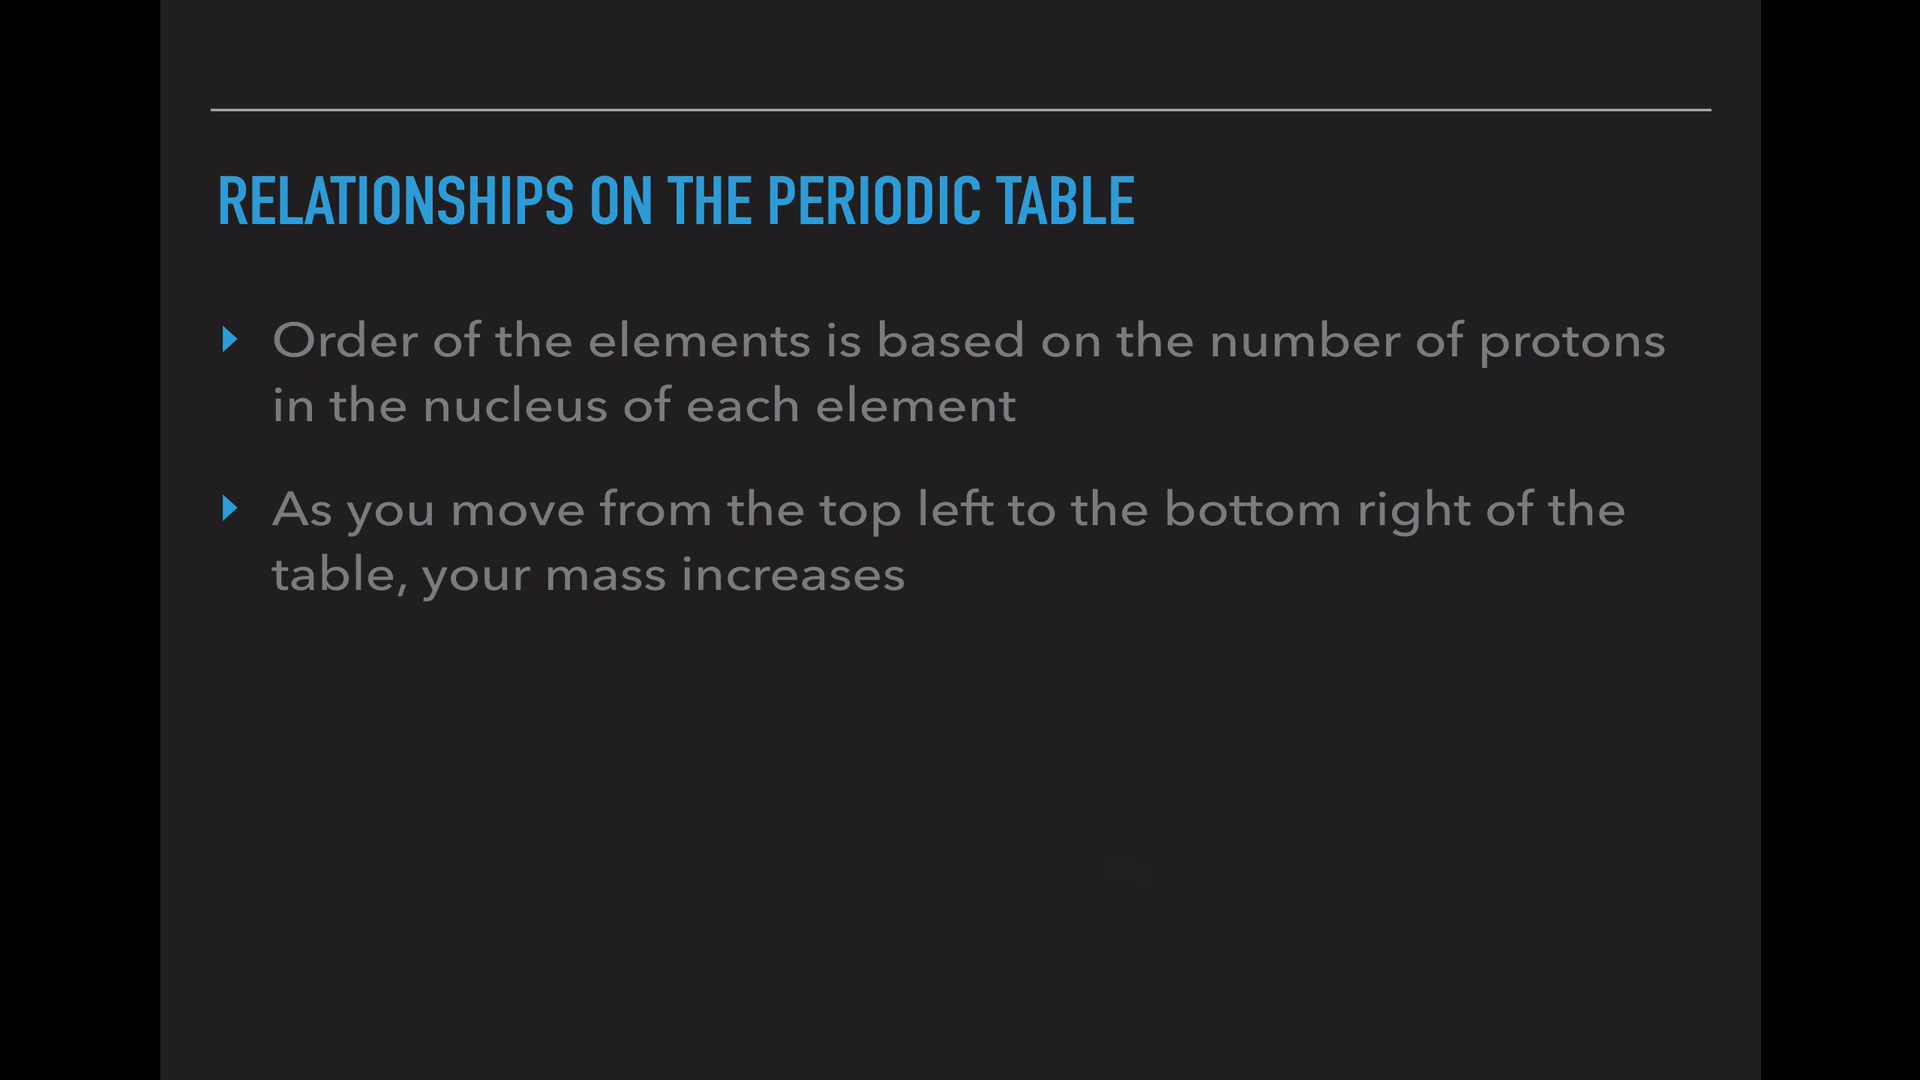 RELATIONSHIPS ON THE PERIODIC TABLE
Order of the elements is based on the number of protons
in the nucleus of each element
As you move from the top left to the bottom right of the
table, your mass increases